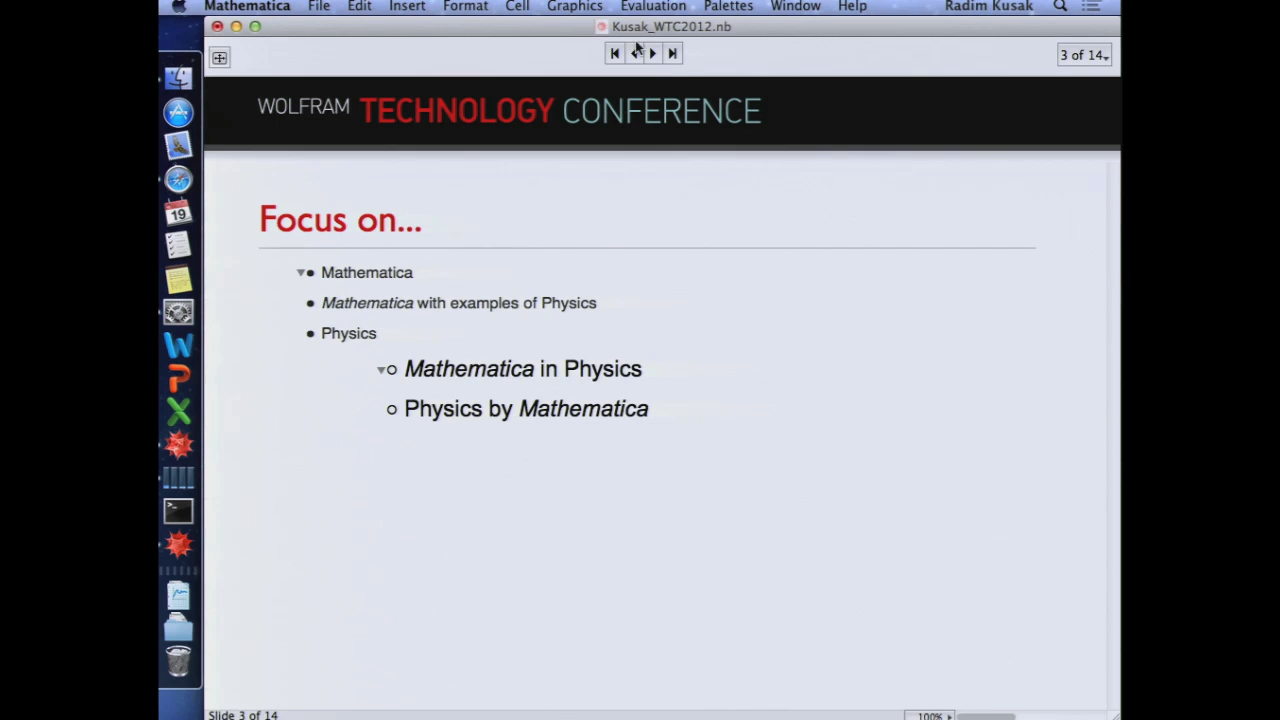 Mathematica File Edit Insert Format Cell Graphics Evaluation Palettes Window Help Radim Kusak
Kusak_WTC2012.nb
3 of 14
WOLFRAM TECHNOLOGY CONFERENCE
19
Focus on...
Mathematica
Mathematica with examples of Physics
Physics
Mathematica in Physics
Physics by Mathematica
Slide 3 of 14
100%